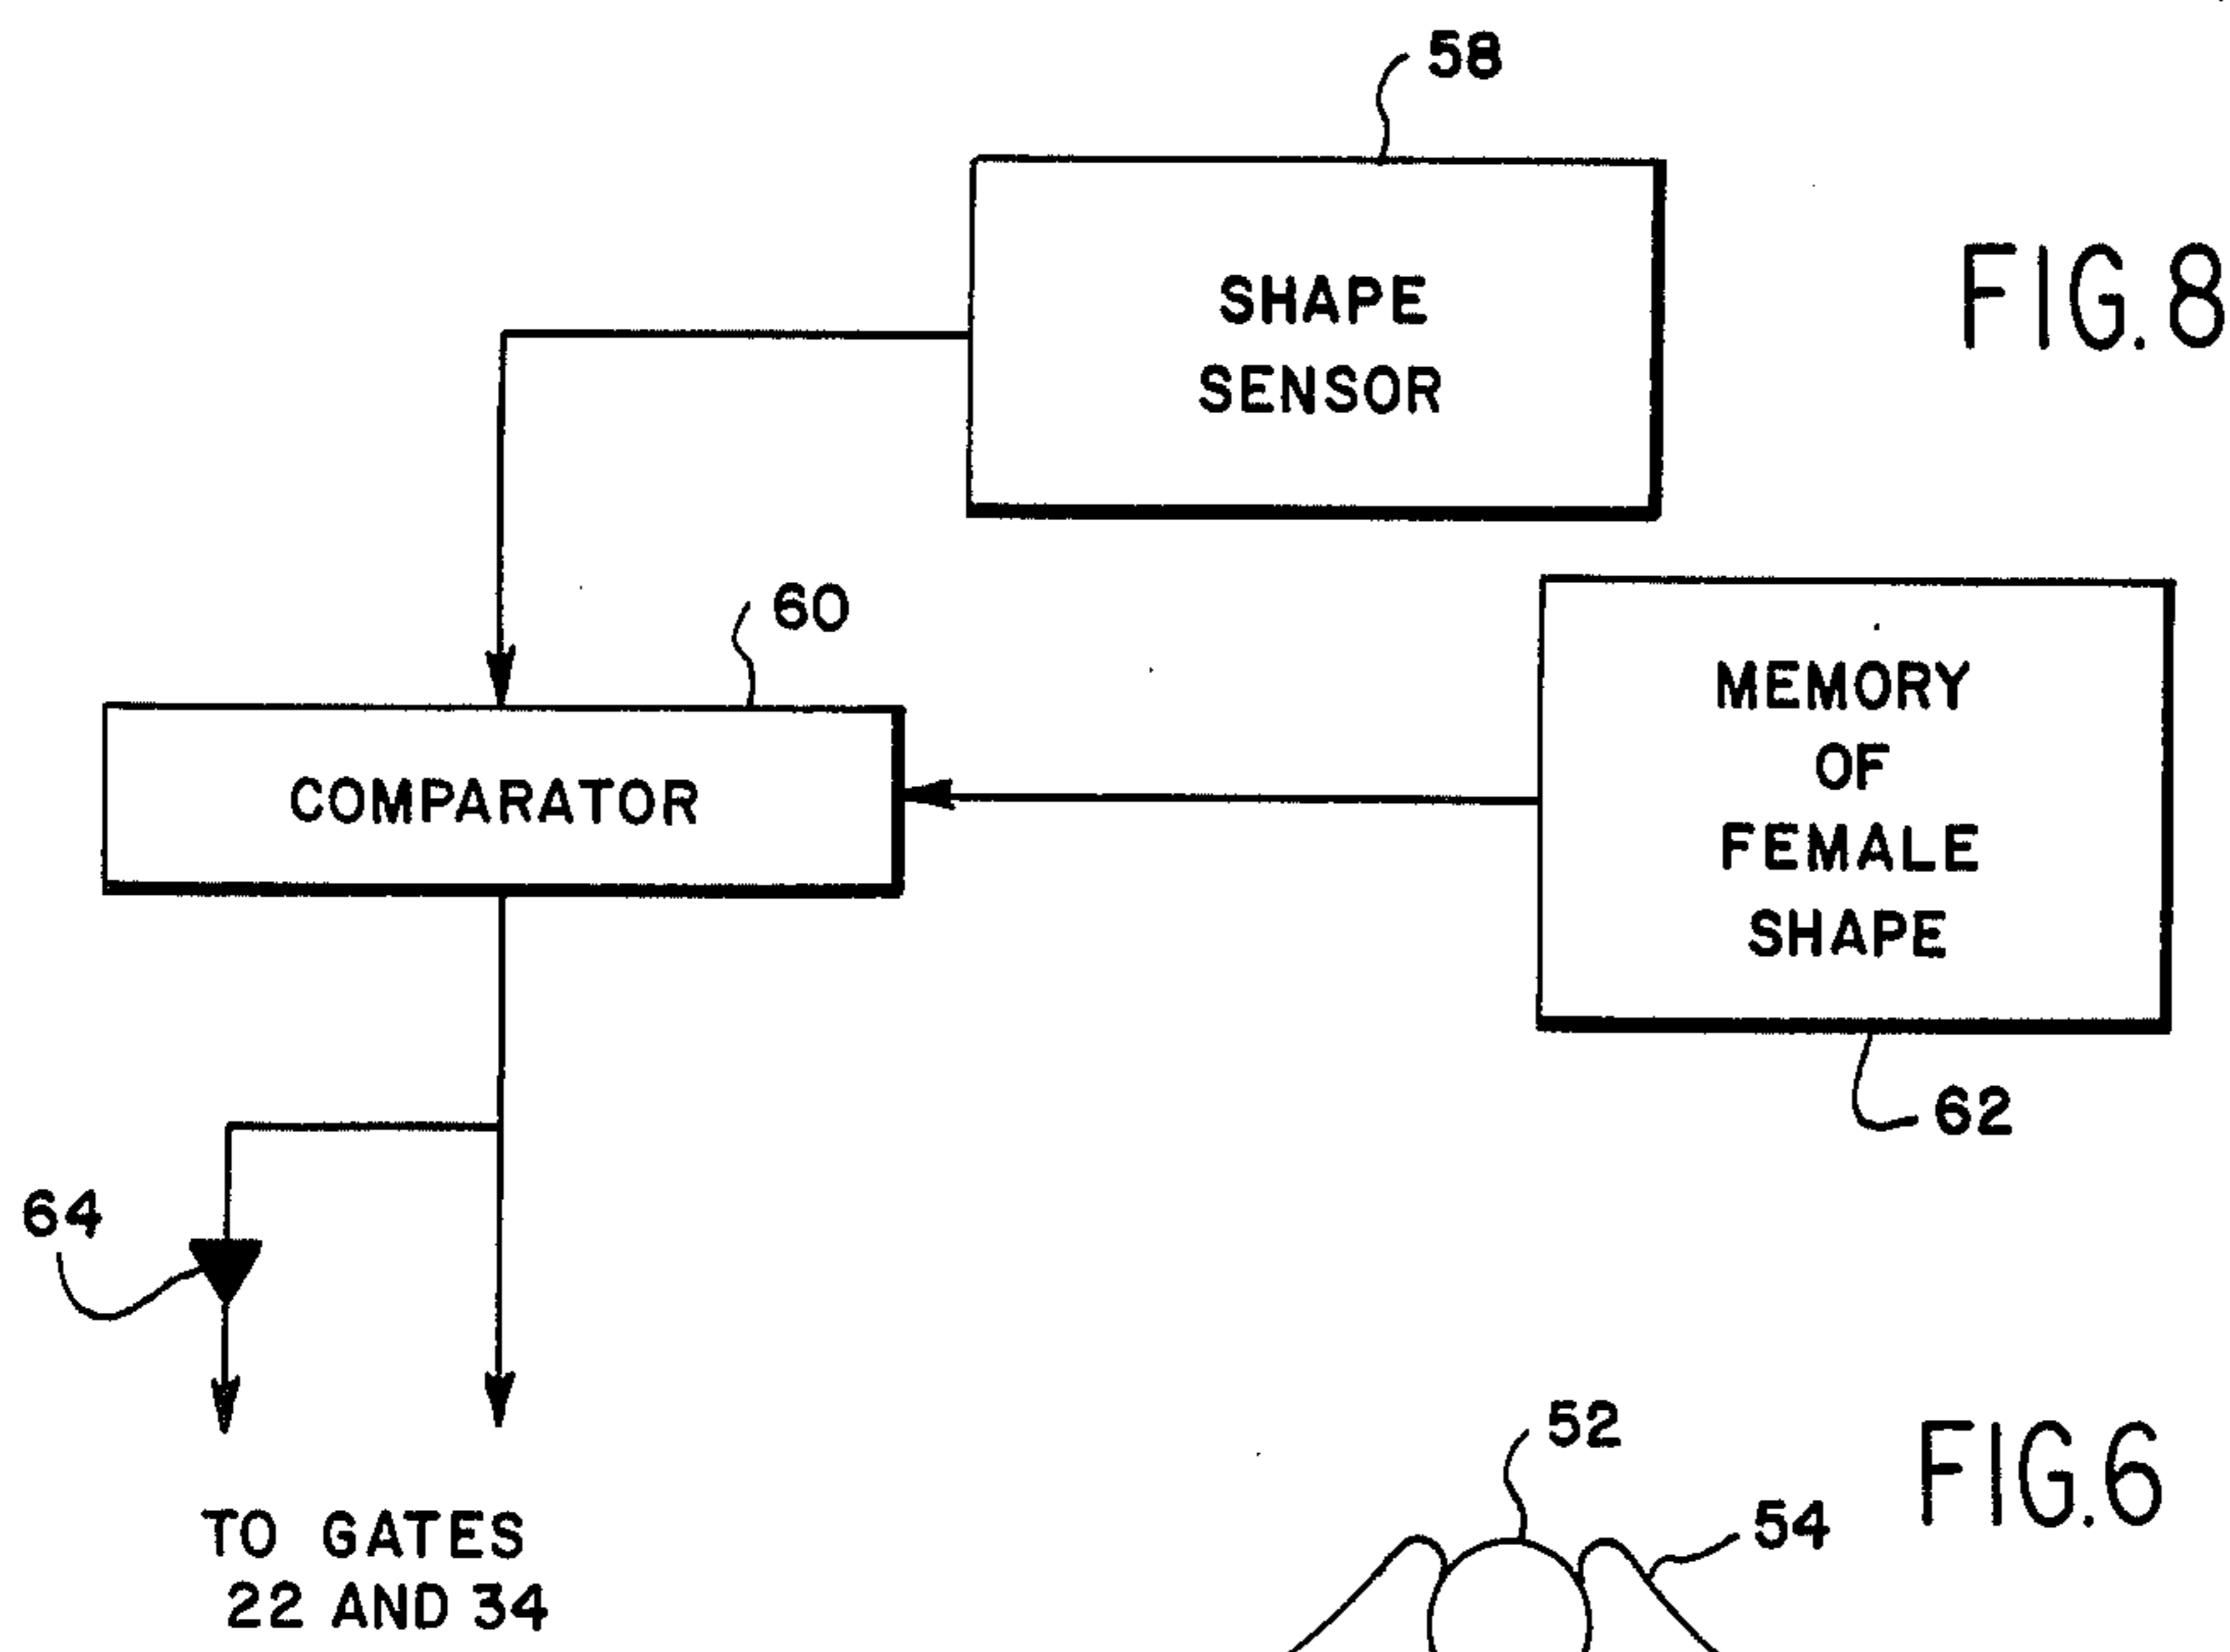 58
FIG. 8
SHAPE
SENSOR
60
COMPARATOR
MEMORY
OF
FEMALE
SHAPE
62
64
TO GATES
22 AND 34
52
54
FIG. 6